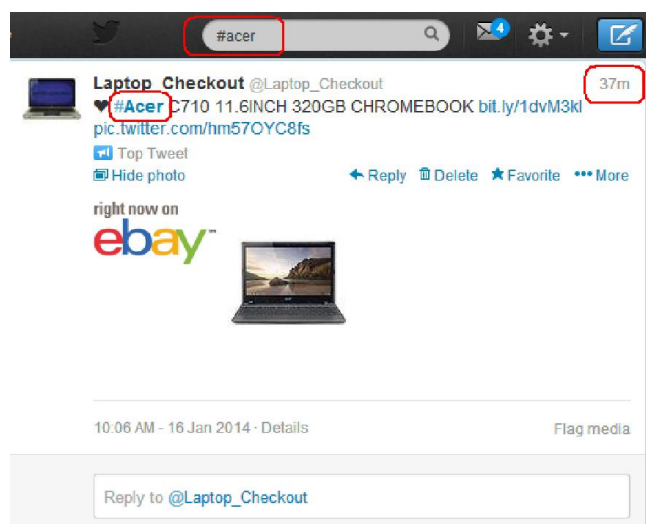 #acer
4
Laptop_Checkout @Laptop_Checkout 37m
♥ #Acer C710 11.6INCH 320GB CHROMEBOOK bit.ly/1dvM3kl
pic.twitter.com/hm57OYC8fs
Top Tweet
Hide photo Reply Delete Favorite More
right now on
ebay™
10:06 AM - 16 Jan 2014 · Details Flag media
Reply to @Laptop_Checkout